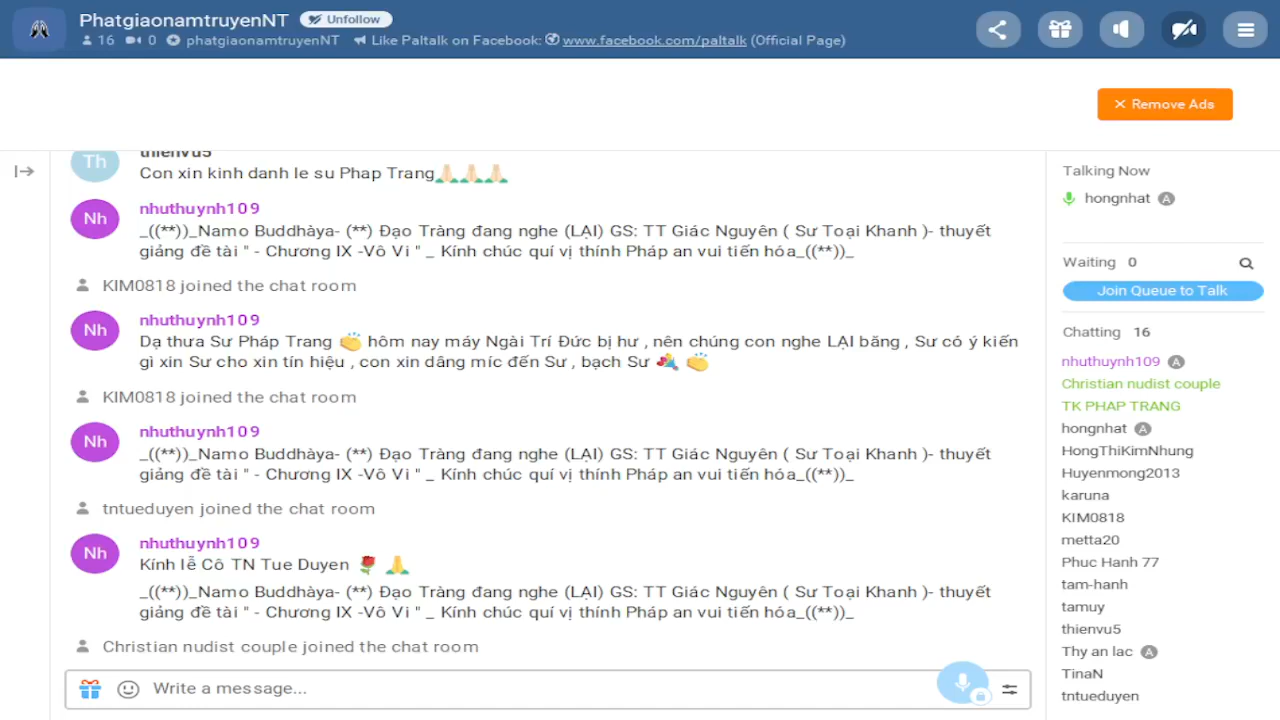 PhatgiaonamtruyenNT Unfollow
16 0 phatgiaonamtruyenNT Like Paltalk on Facebook: www.facebook.com/paltalk (Official Page)
Remove Ads
Th thienvu5
Con xin kinh danh le su Phap Trang🙏🏻🙏🏻🙏🏻
Nh nhuthuynh109
_((**))_Namo Buddhàya- (**) Đạo Tràng đang nghe (LẠI) GS: TT Giác Nguyên ( Sư Toại Khanh )- thuyết
giảng đề tài " - Chương IX -Vô Vi " _ Kính chúc quí vị thính Pháp an vui tiến hóa_((**))_
KIM0818 joined the chat room
Nh nhuthuynh109
Dạ thưa Sư Pháp Trang 👏 hôm nay máy Ngài Trí Đức bị hư , nên chúng con nghe LẠI băng , Sư có ý kiến
gì xin Sư cho xin tín hiệu , con xin dâng míc đến Sư , bạch Sư 💐 👏
KIM0818 joined the chat room
Nh nhuthuynh109
_((**))_Namo Buddhàya- (**) Đạo Tràng đang nghe (LẠI) GS: TT Giác Nguyên ( Sư Toại Khanh )- thuyết
giảng đề tài " - Chương IX -Vô Vi " _ Kính chúc quí vị thính Pháp an vui tiến hóa_((**))_
tntueduyen joined the chat room
Nh nhuthuynh109
Kính lễ Cô TN Tue Duyen 🌹 🙏
_((**))_Namo Buddhàya- (**) Đạo Tràng đang nghe (LẠI) GS: TT Giác Nguyên ( Sư Toại Khanh )- thuyết
giảng đề tài " - Chương IX -Vô Vi " _ Kính chúc quí vị thính Pháp an vui tiến hóa_((**))_
Christian nudist couple joined the chat room
Write a message...
Talking Now
hongnhat A
Waiting 0
Join Queue to Talk
Chatting 16
nhuthuynh109 A
Christian nudist couple
TK PHAP TRANG
hongnhat A
HongThiKimNhung
Huyenmong2013
karuna
KIM0818
metta20
Phuc Hanh 77
tam-hanh
tamuy
thienvu5
Thy an lac A
TinaN
tntueduyen